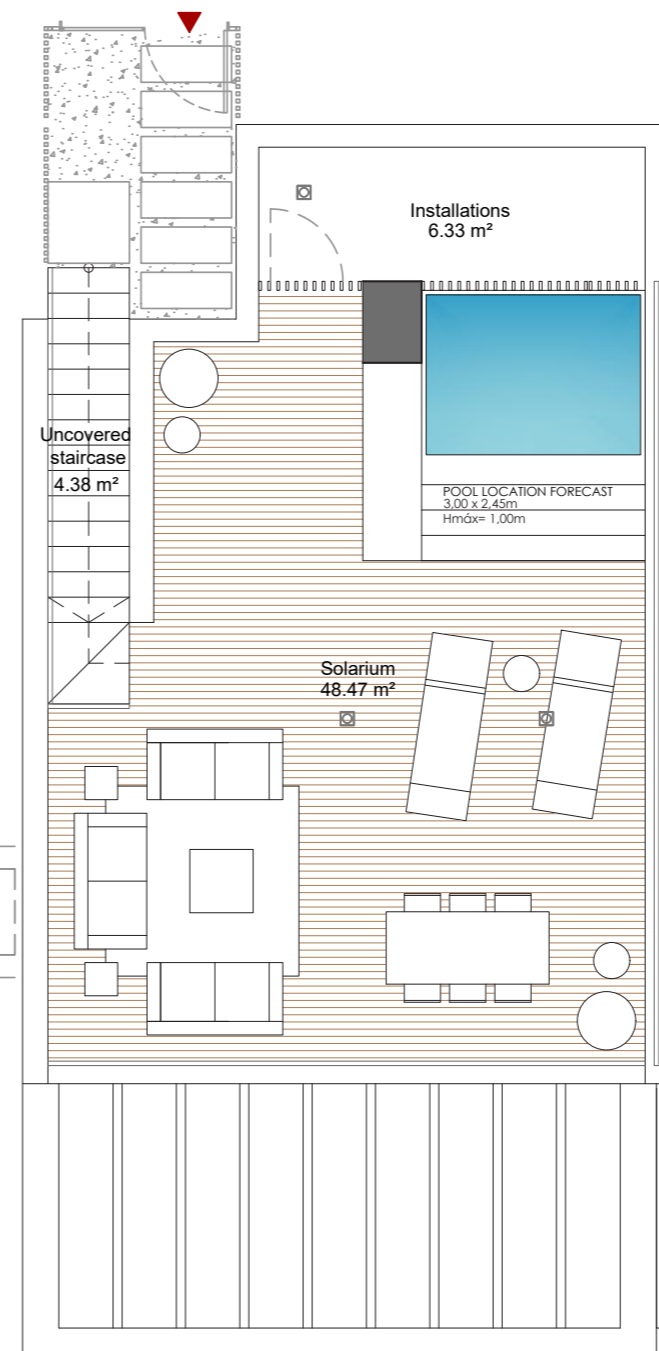 Installations
6.33 m²
Uncovered
staircase
4.38 m²
POOL LOCATION FORECAST
3,00 x 2,45m
Hmáx= 1,00m
Solarium
48.47 m²